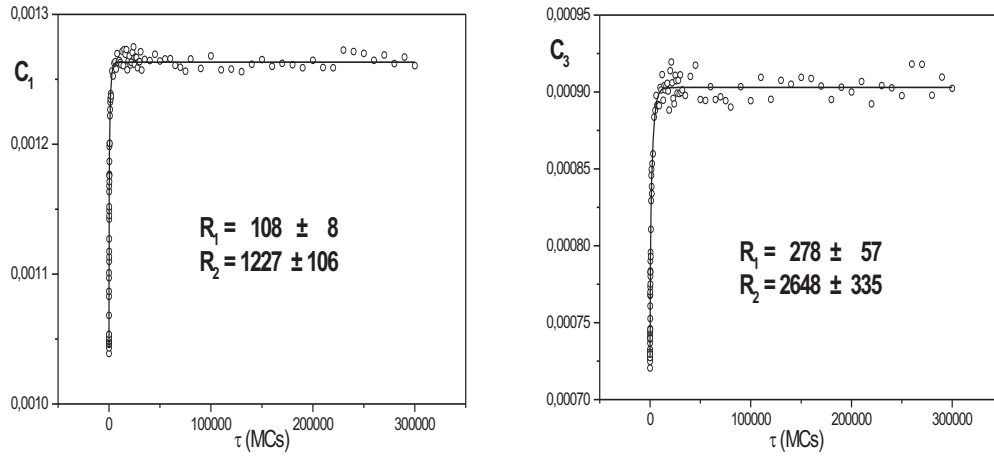 0,0013
C1
0,0012
0,0011
0,0010
R1 = 108 ± 8
R2 = 1227 ± 106
0 100000 200000 300000
τ (MCs)
0,00095
C3
0,00090
0,00085
0,00080
0,00075
0,00070
R1 = 278 ± 57
R2 = 2648 ± 335
0 100000 200000 300000
τ (MCs)